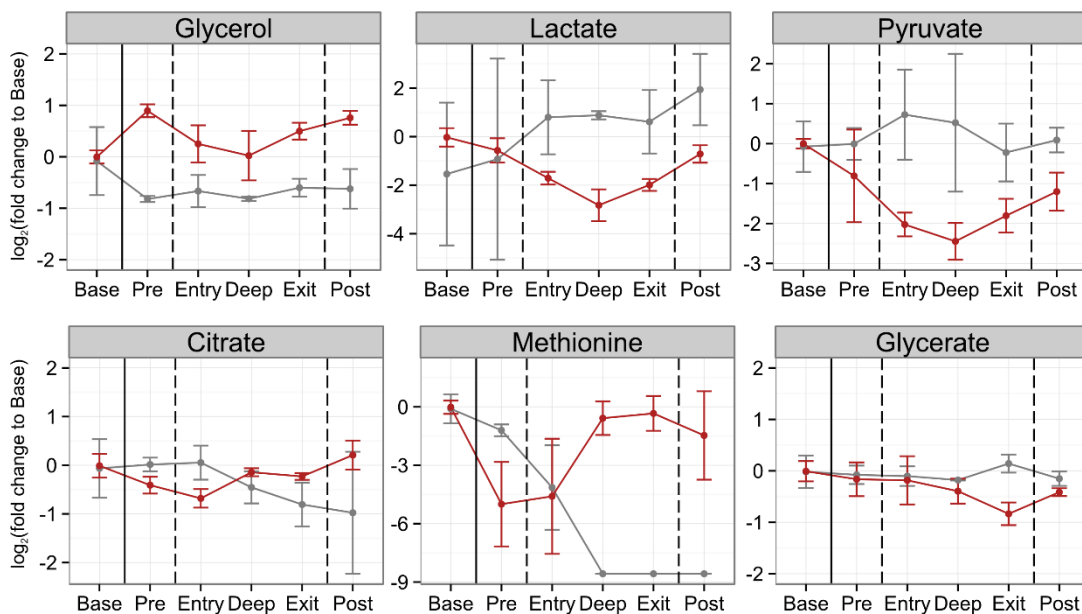 Glycerol Lactate Pyruvate
log₂(fold change to Base)
2 2 2
1 0 1
0 -2 0
-1 -4 -1
-2 -2
-3
Base Pre Entry Deep Exit Post Base Pre Entry Deep Exit Post Base Pre Entry Deep Exit Post
Citrate Methionine Glycerate
log₂(fold change to Base)
2 0 2
1 -3 1
0 -6 0
-1 -9 -1
-2 -2
Base Pre Entry Deep Exit Post Base Pre Entry Deep Exit Post Base Pre Entry Deep Exit Post